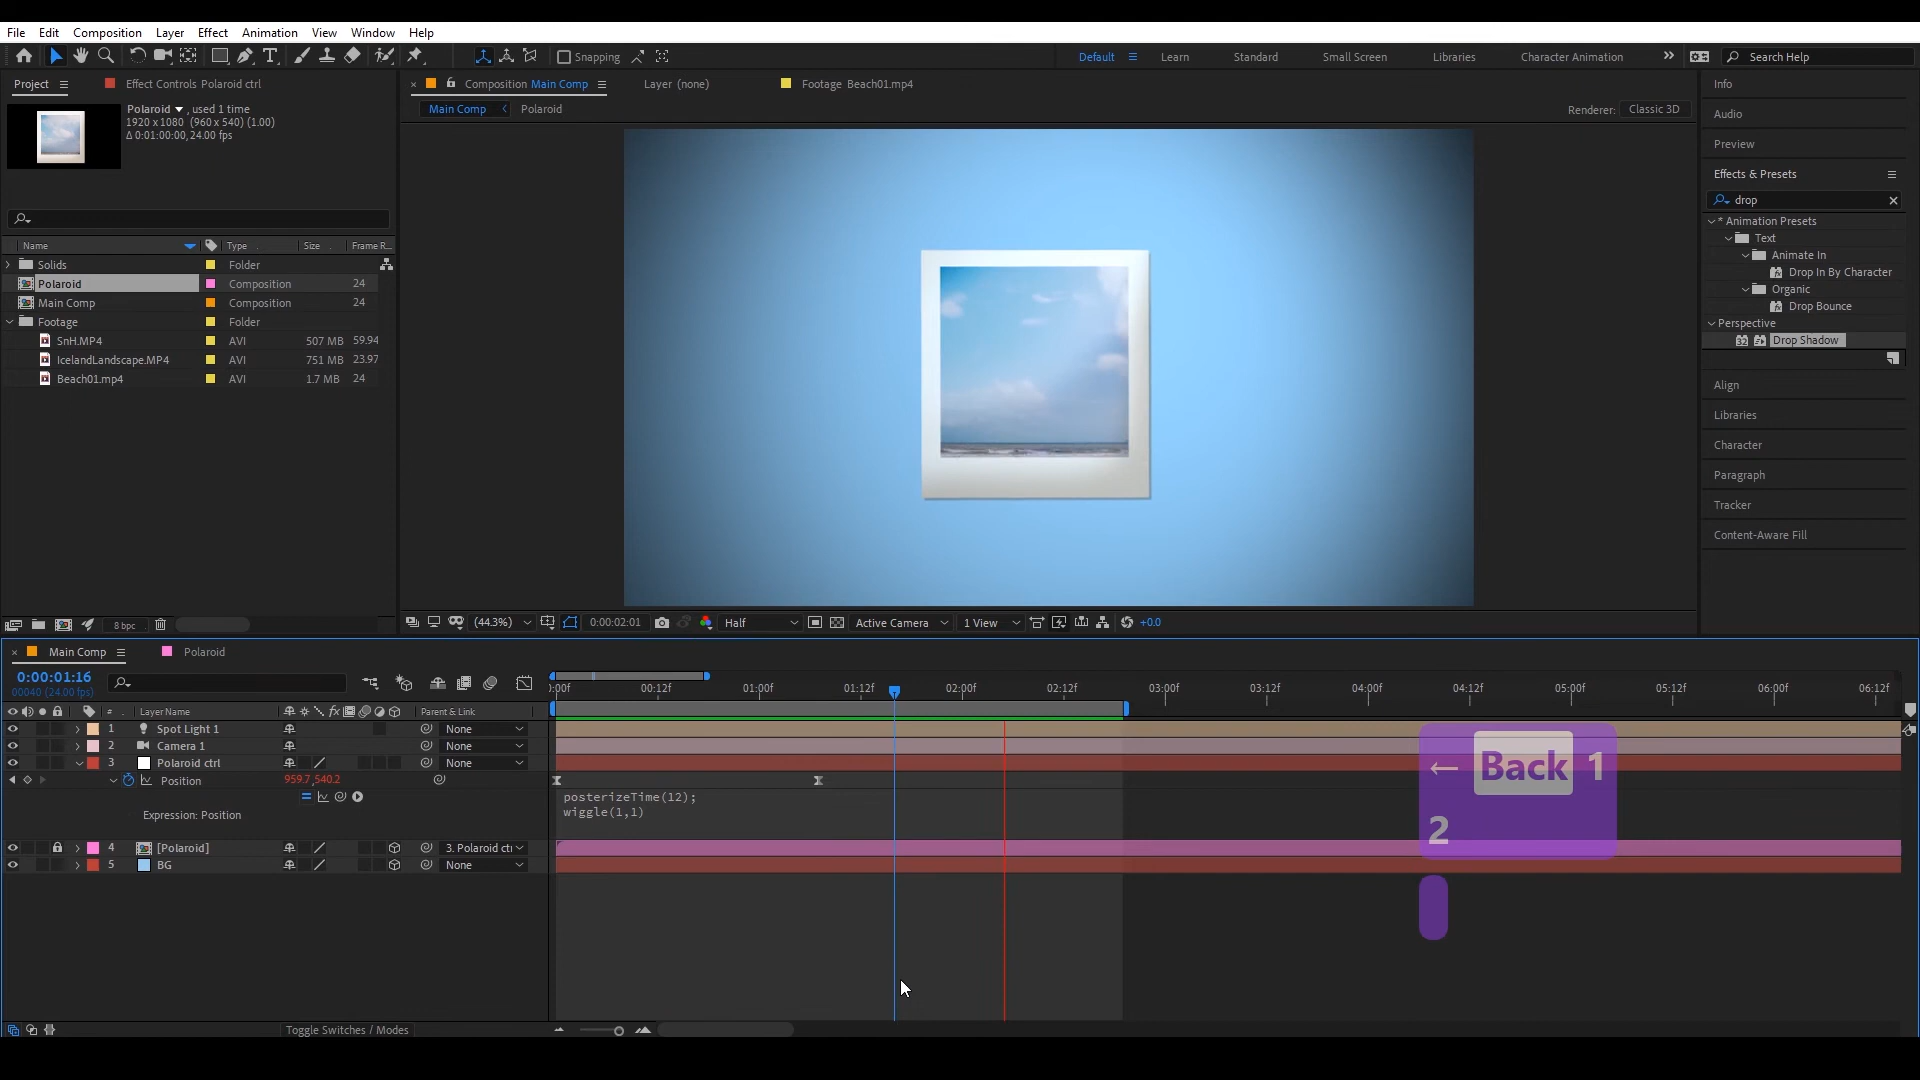 File Edit Composition Layer Effect Animation View Window Help
Snapping
Default Learn Standard Small Screen Libraries Character Animation Search Help
Project Effect Controls Polaroid ctrl
Polaroid , used 1 time
1920 x 1080 (960 x 540) (1.00)
Δ 0:01:00:00, 24.00 fps
Name Type Size Frame R...
Solids Folder
Polaroid Composition 24
Main Comp Composition 24
Footage Folder
SnH.MP4 AVI 507 MB 59.94
IcelandLandscape.MP4 AVI 751 MB 23.97
Beach01.mp4 AVI 1.7 MB 24
8 bpc
Composition Main Comp Layer (none) Footage Beach01.mp4
Main Comp Polaroid Renderer: Classic 3D
(44.3%) 0:00:02:01 Half Active Camera 1 View +0.0
Info
Audio
Preview
Effects & Presets
drop
* Animation Presets
Text
Animate In
Drop In By Character
Organic
Drop Bounce
Perspective
32 Drop Shadow
Align
Libraries
Character
Paragraph
Tracker
Content-Aware Fill
Main Comp Polaroid
0:00:01:16
00040 (24.00 fps)
:00f 00:12f 01:00f 01:12f 02:00f 02:12f 03:00f 03:12f 04:00f 04:12f 05:00f 05:12f 06:00f 06:12f
# Layer Name fx Parent & Link
1 Spot Light 1 None
2 Camera 1 None
3 Polaroid ctrl None
Position 959.7,540.2
Expression: Position
posterizeTime(12);
wiggle(1,1)
4 [Polaroid] 3. Polaroid ctr
5 BG None
← Back 1
2
Toggle Switches / Modes